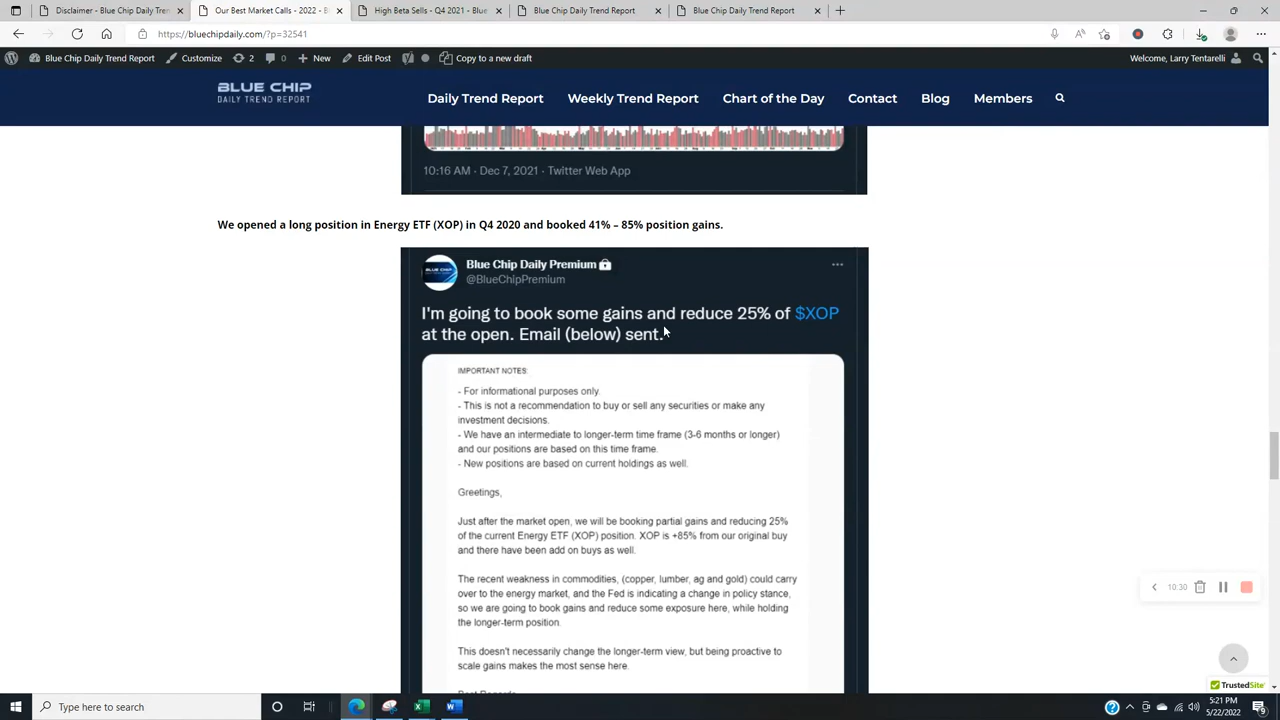 Disclaimer - Blue Chip Daily Tren
Our Best Market Calls - 2022 - B
High Beta Sells - Q4 2021 - Blue
Blue Chip Daily Trend Report
Blue Chip Daily Trend Report
https://bluechipdaily.com/?p=32541
Blue Chip Daily Trend Report
Customize
2
0
New
Edit Post
Copy to a new draft
Welcome, Larry Tentarelli
BLUE CHIP
DAILY TREND REPORT
Daily Trend Report
Weekly Trend Report
Chart of the Day
Contact
Blog
Members
10:16 AM · Dec 7, 2021 · Twitter Web App
We opened a long position in Energy ETF (XOP) in Q4 2020 and booked 41% – 85% position gains.
BLUE CHIP
Blue Chip Daily Premium
@BlueChipPremium
I'm going to book some gains and reduce 25% of $XOP
at the open. Email (below) sent.
IMPORTANT NOTES:
- For informational purposes only.
- This is not a recommendation to buy or sell any securities or make any
investment decisions.
- We have an intermediate to longer-term time frame (3-6 months or longer)
and our positions are based on this time frame.
- New positions are based on current holdings as well.
Greetings,
Just after the market open, we will be booking partial gains and reducing 25%
of the current Energy ETF (XOP) position. XOP is +85% from our original buy
and there have been add on buys as well.
The recent weakness in commodities, (copper, lumber, ag and gold) could carry
over to the energy market, and the Fed is indicating a change in policy stance,
so we are going to book gains and reduce some exposure here, while holding
the longer-term position.
This doesn't necessarily change the longer-term view, but being proactive to
scale gains makes the most sense here.
Best Regards
10:30
TrustedSite
Type here to search
5:21 PM
5/22/2022